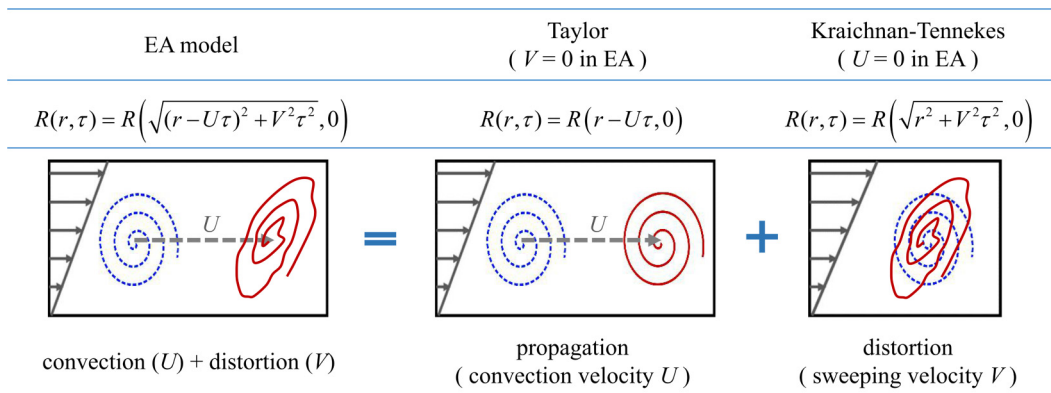 EA model
Taylor
( V = 0 in EA )
Kraichnan-Tennekes
( U = 0 in EA )
R(r,τ) = R(√((r−Uτ)²+V²τ²),0)
R(r,τ) = R(r−Uτ,0)
R(r,τ) = R(√(r²+V²τ²),0)
U
=
U
+
convection (U) + distortion (V)
propagation
( convection velocity U )
distortion
( sweeping velocity V )